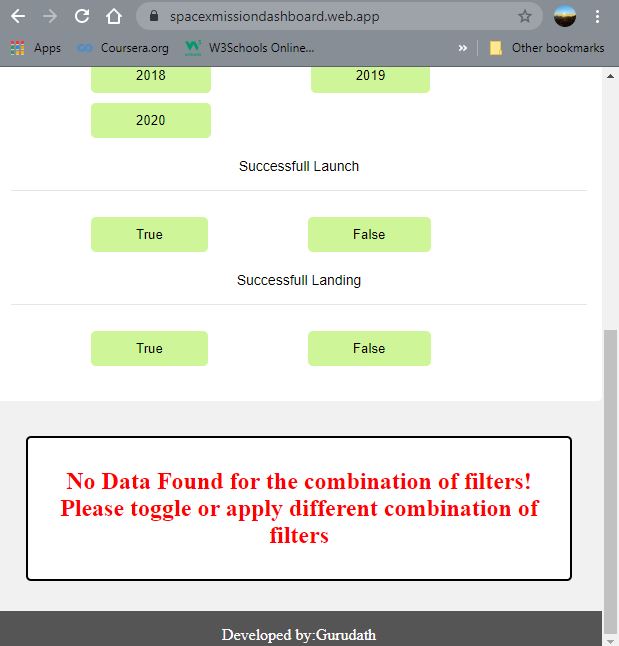 spacexmissiondashboard.web.app
Apps Coursera.org W3Schools Online... » Other bookmarks
2018 2019
2020
Successfull Launch
True False
Successfull Landing
True False
No Data Found for the combination of filters!
Please toggle or apply different combination of
filters
Developed by:Gurudath